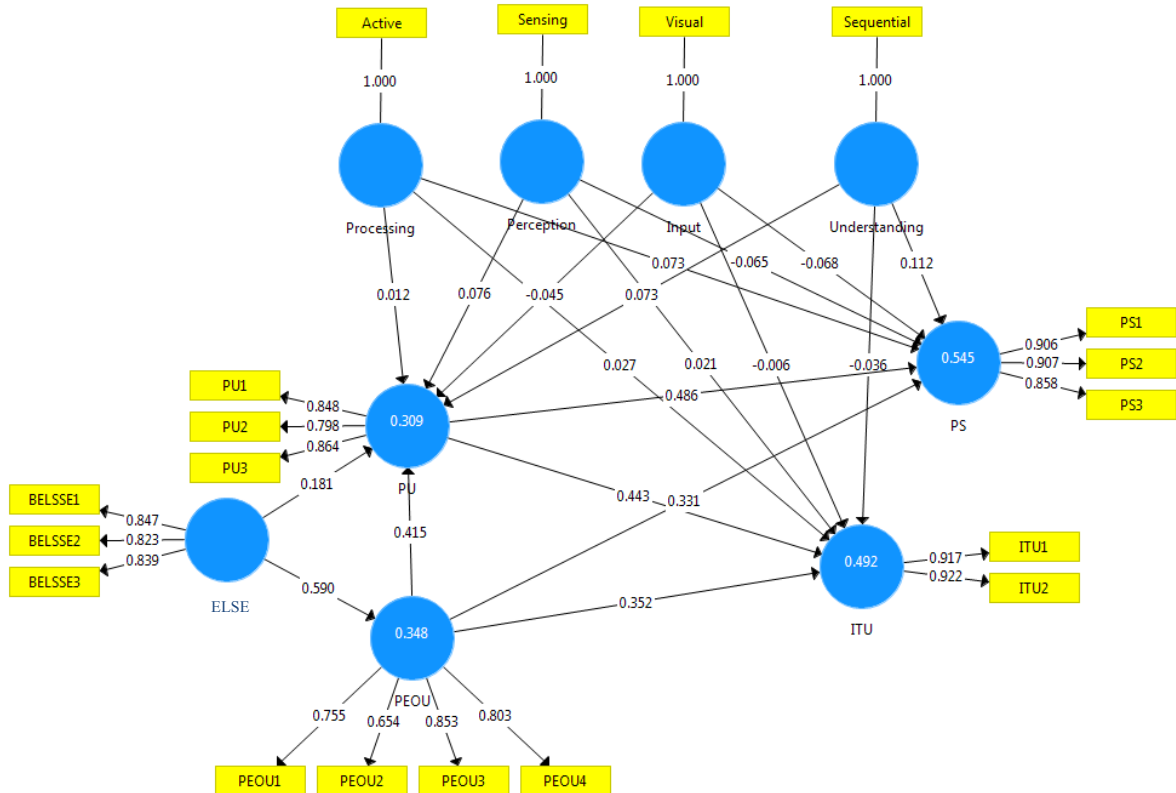 Active
Sensing
Visual
Sequential
1.000
1.000
1.000
1.000
Processing
Perception
Input
Understanding
0.073
-0.065
-0.068
0.112
0.012
0.076
-0.045
0.073
PS1
PS2
PS3
0.906
0.907
0.858
0.545
PS
0.027
0.021
-0.006
-0.036
PU1
PU2
PU3
0.848
0.798
0.864
0.309
PU
0.486
0.181
0.415
0.443
0.331
BELSSE1
BELSSE2
BELSSE3
0.847
0.823
0.839
ELSE
0.590
0.492
ITU
0.917
0.922
ITU1
ITU2
0.352
0.348
PEOU
0.755
0.654
0.853
0.803
PEOU1
PEOU2
PEOU3
PEOU4